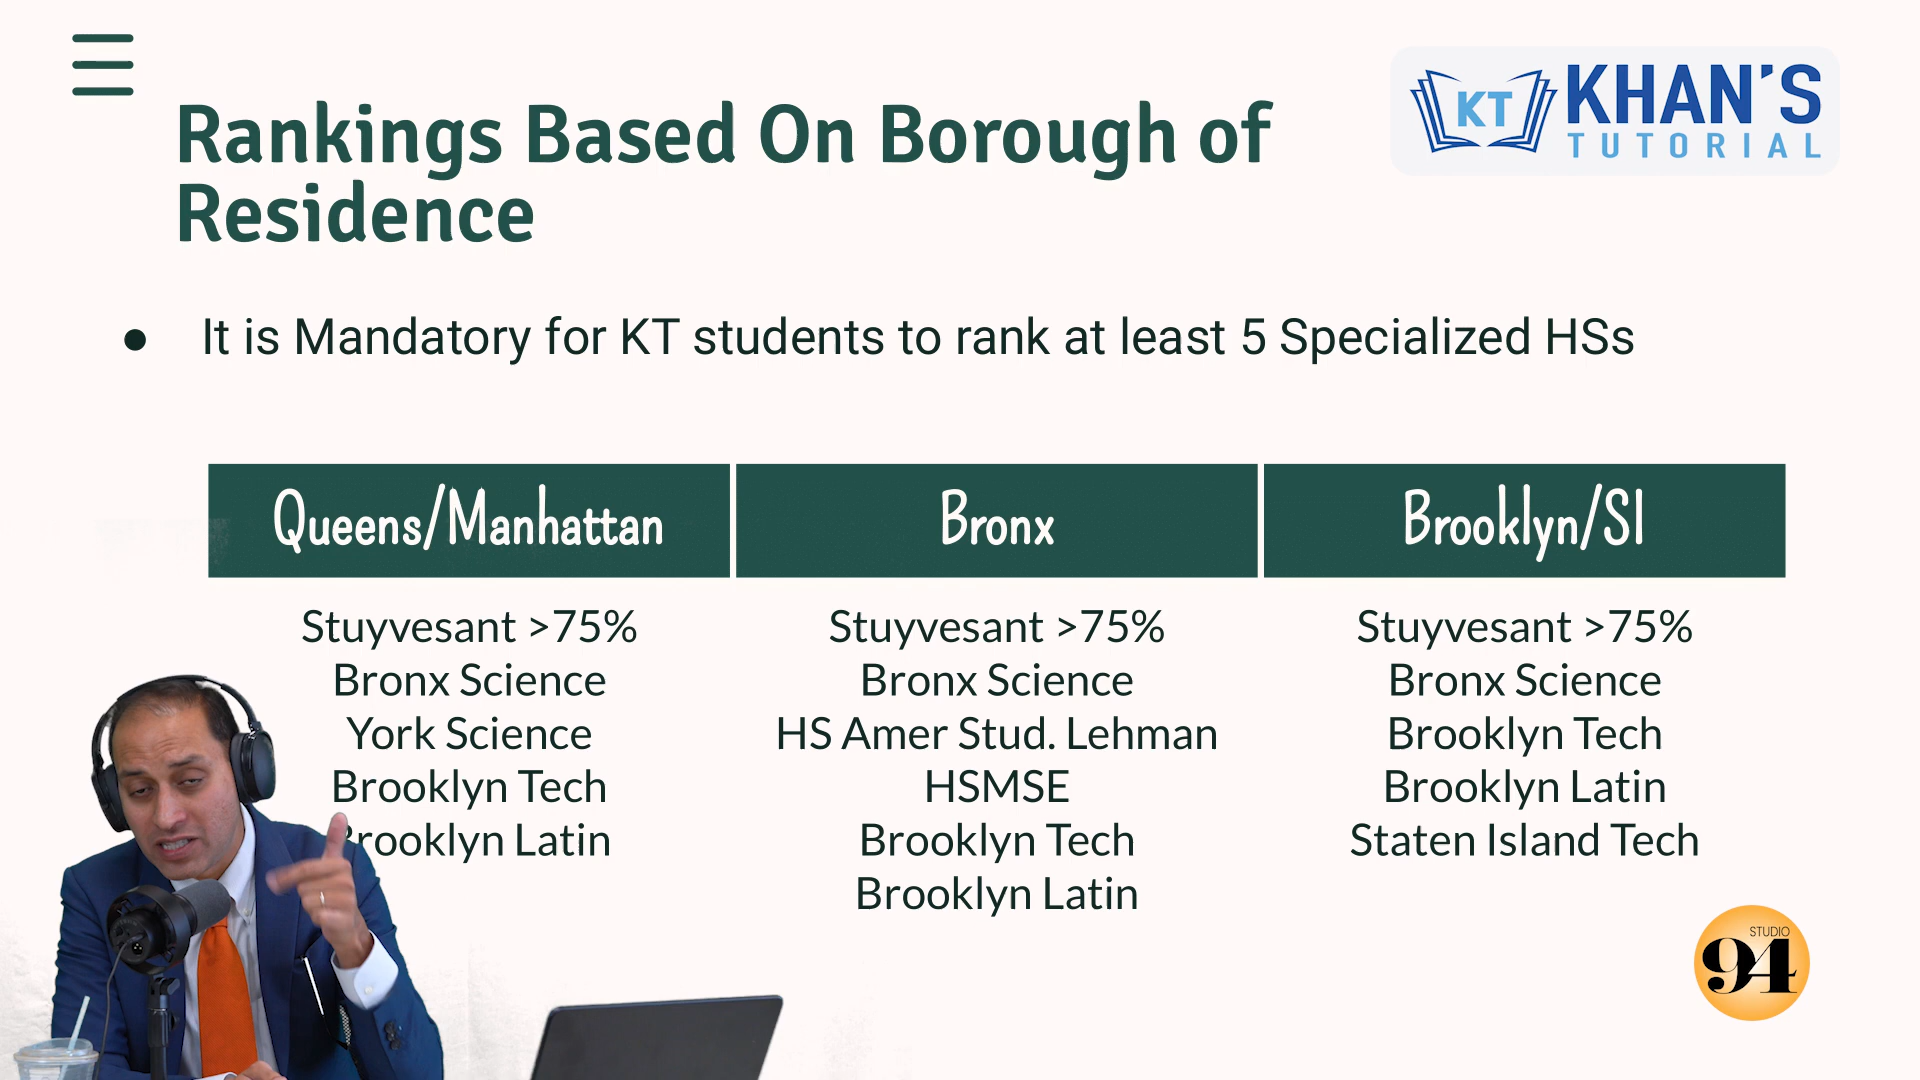 KT KHAN'S
TUTORIAL
Rankings Based On Borough of
Residence
● It is Mandatory for KT students to rank at least 5 Specialized HSs
Queens/Manhattan
Stuyvesant >75%
Bronx Science
York Science
Brooklyn Tech
Brooklyn Latin
Bronx
Stuyvesant >75%
Bronx Science
HS Amer Stud. Lehman
HSMSE
Brooklyn Tech
Brooklyn Latin
Brooklyn/SI
Stuyvesant >75%
Bronx Science
Brooklyn Tech
Brooklyn Latin
Staten Island Tech
STUDIO
94